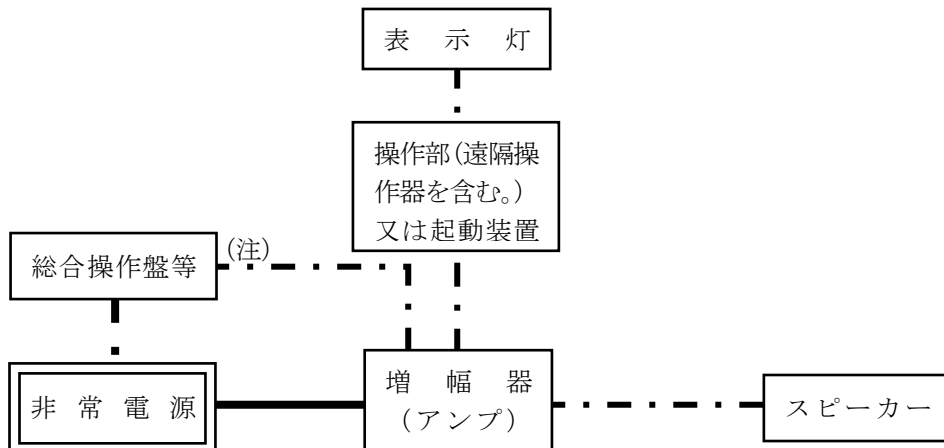 表示灯
操作部(遠隔操
作器を含む。)
又は起動装置
総合操作盤等
(注)
非常電源
増幅器
(アンプ)
スピーカー